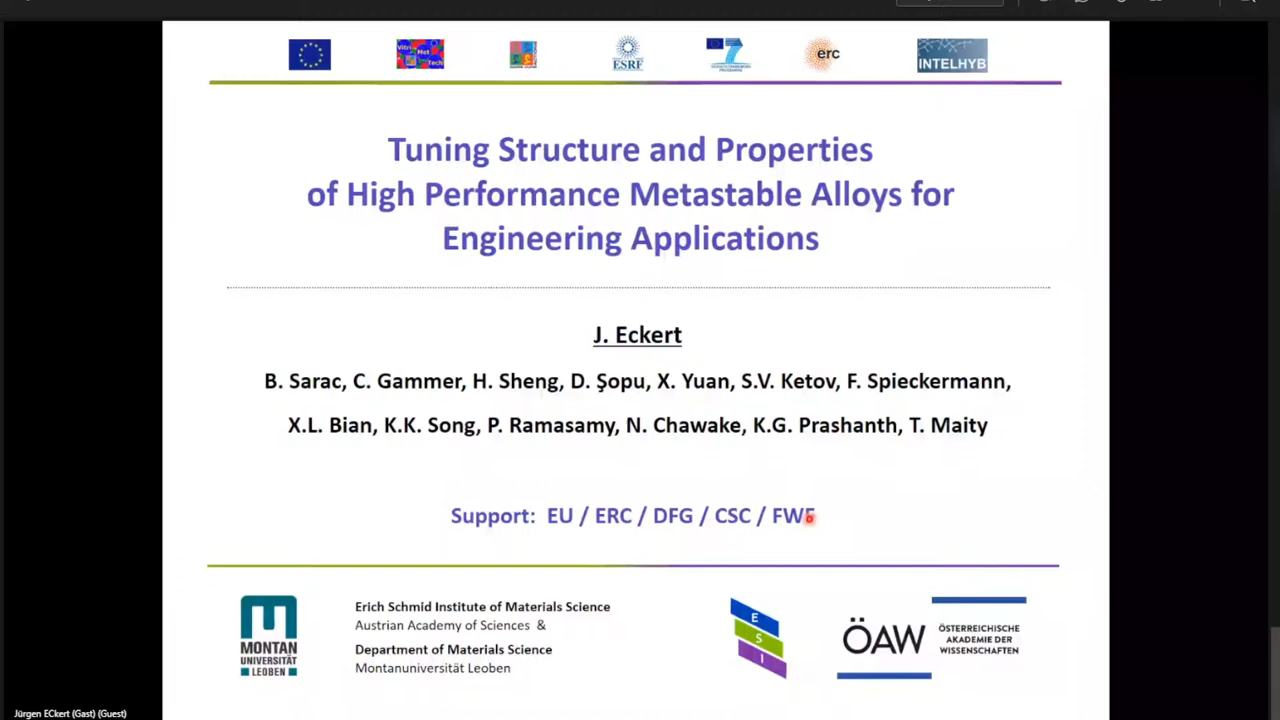 Vitri
Met
Tech
ESRF
7
erc
INTELHYB
Tuning Structure and Properties
of High Performance Metastable Alloys for
Engineering Applications
J. Eckert
B. Sarac, C. Gammer, H. Sheng, D. Şopu, X. Yuan, S.V. Ketov, F. Spieckermann,
X.L. Bian, K.K. Song, P. Ramasamy, N. Chawake, K.G. Prashanth, T. Maity
Support: EU / ERC / DFG / CSC / FWF
MONTAN
UNIVERSITÄT
LEOBEN
Erich Schmid Institute of Materials Science
Austrian Academy of Sciences &
Department of Materials Science
Montanuniversität Leoben
E
S
I
ÖAW
ÖSTERREICHISCHE
AKADEMIE DER
WISSENSCHAFTEN
Jürgen ECkert (Gast) (Guest)